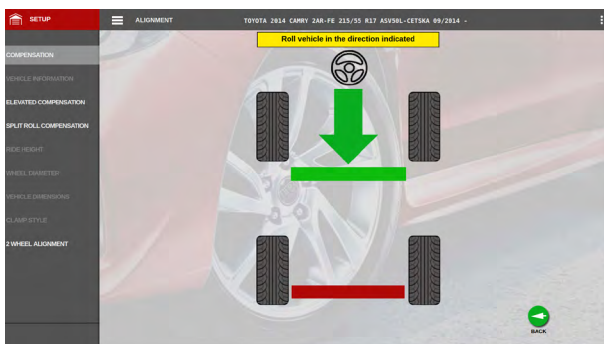 SETUP
ALIGNMENT
TOYOTA 2014 CAMRY 2AR-FE 215/55 R17 ASV50L-CETSKA 09/2014 -
Roll vehicle in the direction indicated
COMPENSATION
VEHICLE INFORMATION
ELEVATED COMPENSATION
SPLIT ROLL COMPENSATION
RIDE HEIGHT
WHEEL DIAMETER
VEHICLE DIMENSIONS
CLAMP STYLE
2 WHEEL ALIGNMENT
BACK